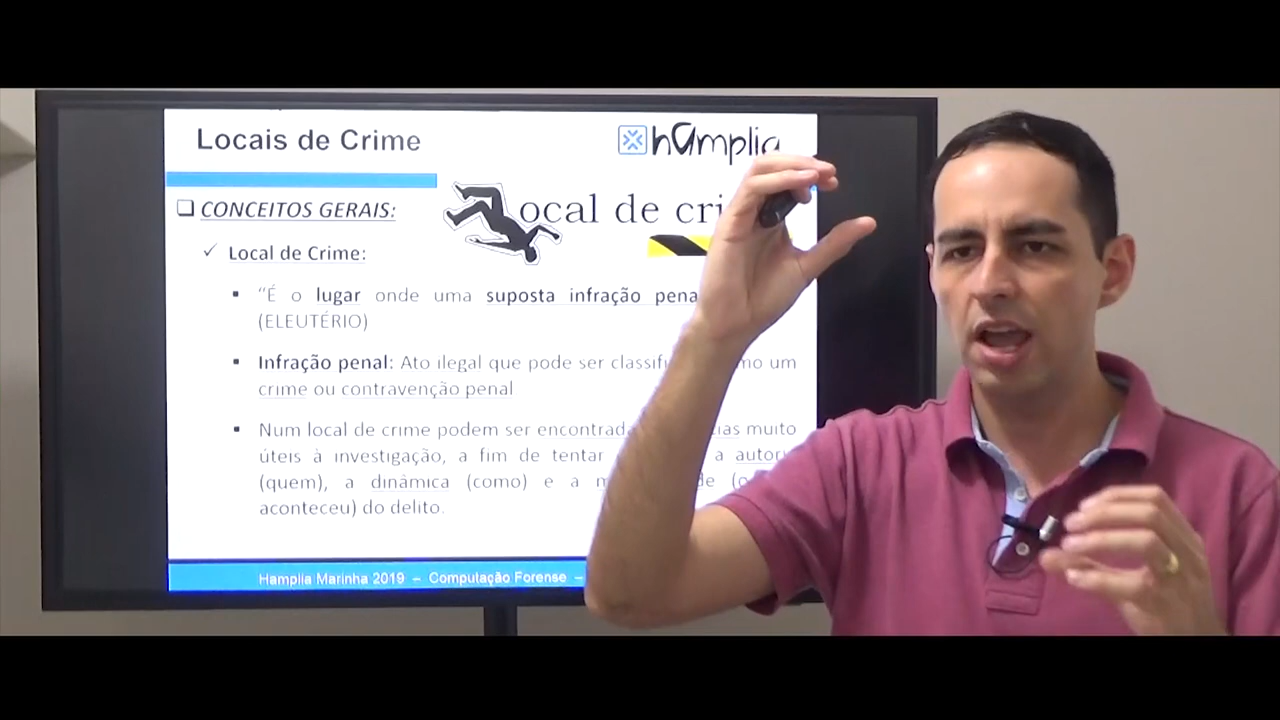 Locais de Crime
hamplia
CONCEITOS GERAIS:
ocal de cri
Local de Crime:
“É o lugar onde uma suposta infração pena
(ELEUTÉRIO)
Infração penal: Ato ilegal que pode ser classif mo um
crime ou contravenção penal
Num local de crime podem ser encontrad cias muito
úteis à investigação, a fim de tentar a autori
(quem), a dinâmica (como) e a m de (o
aconteceu) do delito.
Hamplia Marinha 2019 – Computação Forense –